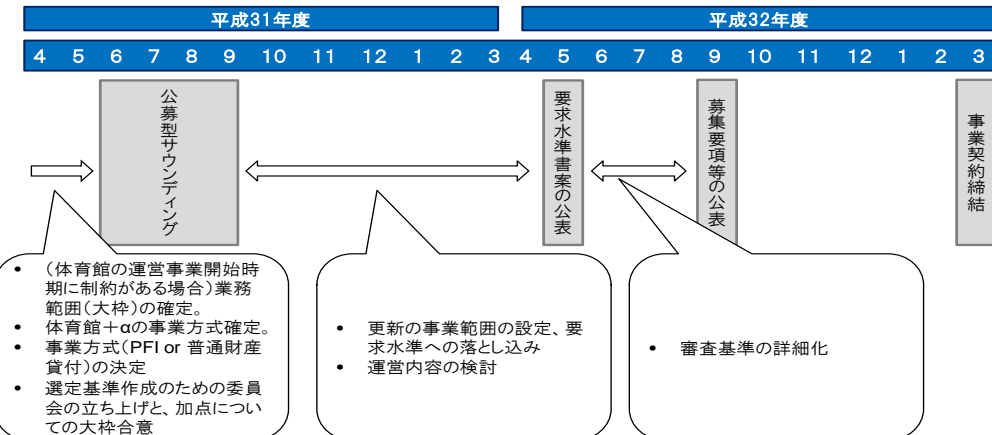 平成31年度
平成32年度
4 5 6 7 8 9 10 11 12 1 2 3 4 5 6 7 8 9 10 11 12 1 2 3
公募型サウンディング
要求水準書案の公表
募集要項等の公表
事業契約締結
• （体育館の運営事業開始時
期に制約がある場合）業務
範囲（大枠）の確定。
• 体育館＋αの事業方式確定。
• 事業方式（PFI or 普通財産
貸付）の決定
• 選定基準作成のための委員
会の立ち上げと、加点につい
ての大枠合意
• 更新の事業範囲の設定、要
求水準への落とし込み
• 運営内容の検討
• 審査基準の詳細化